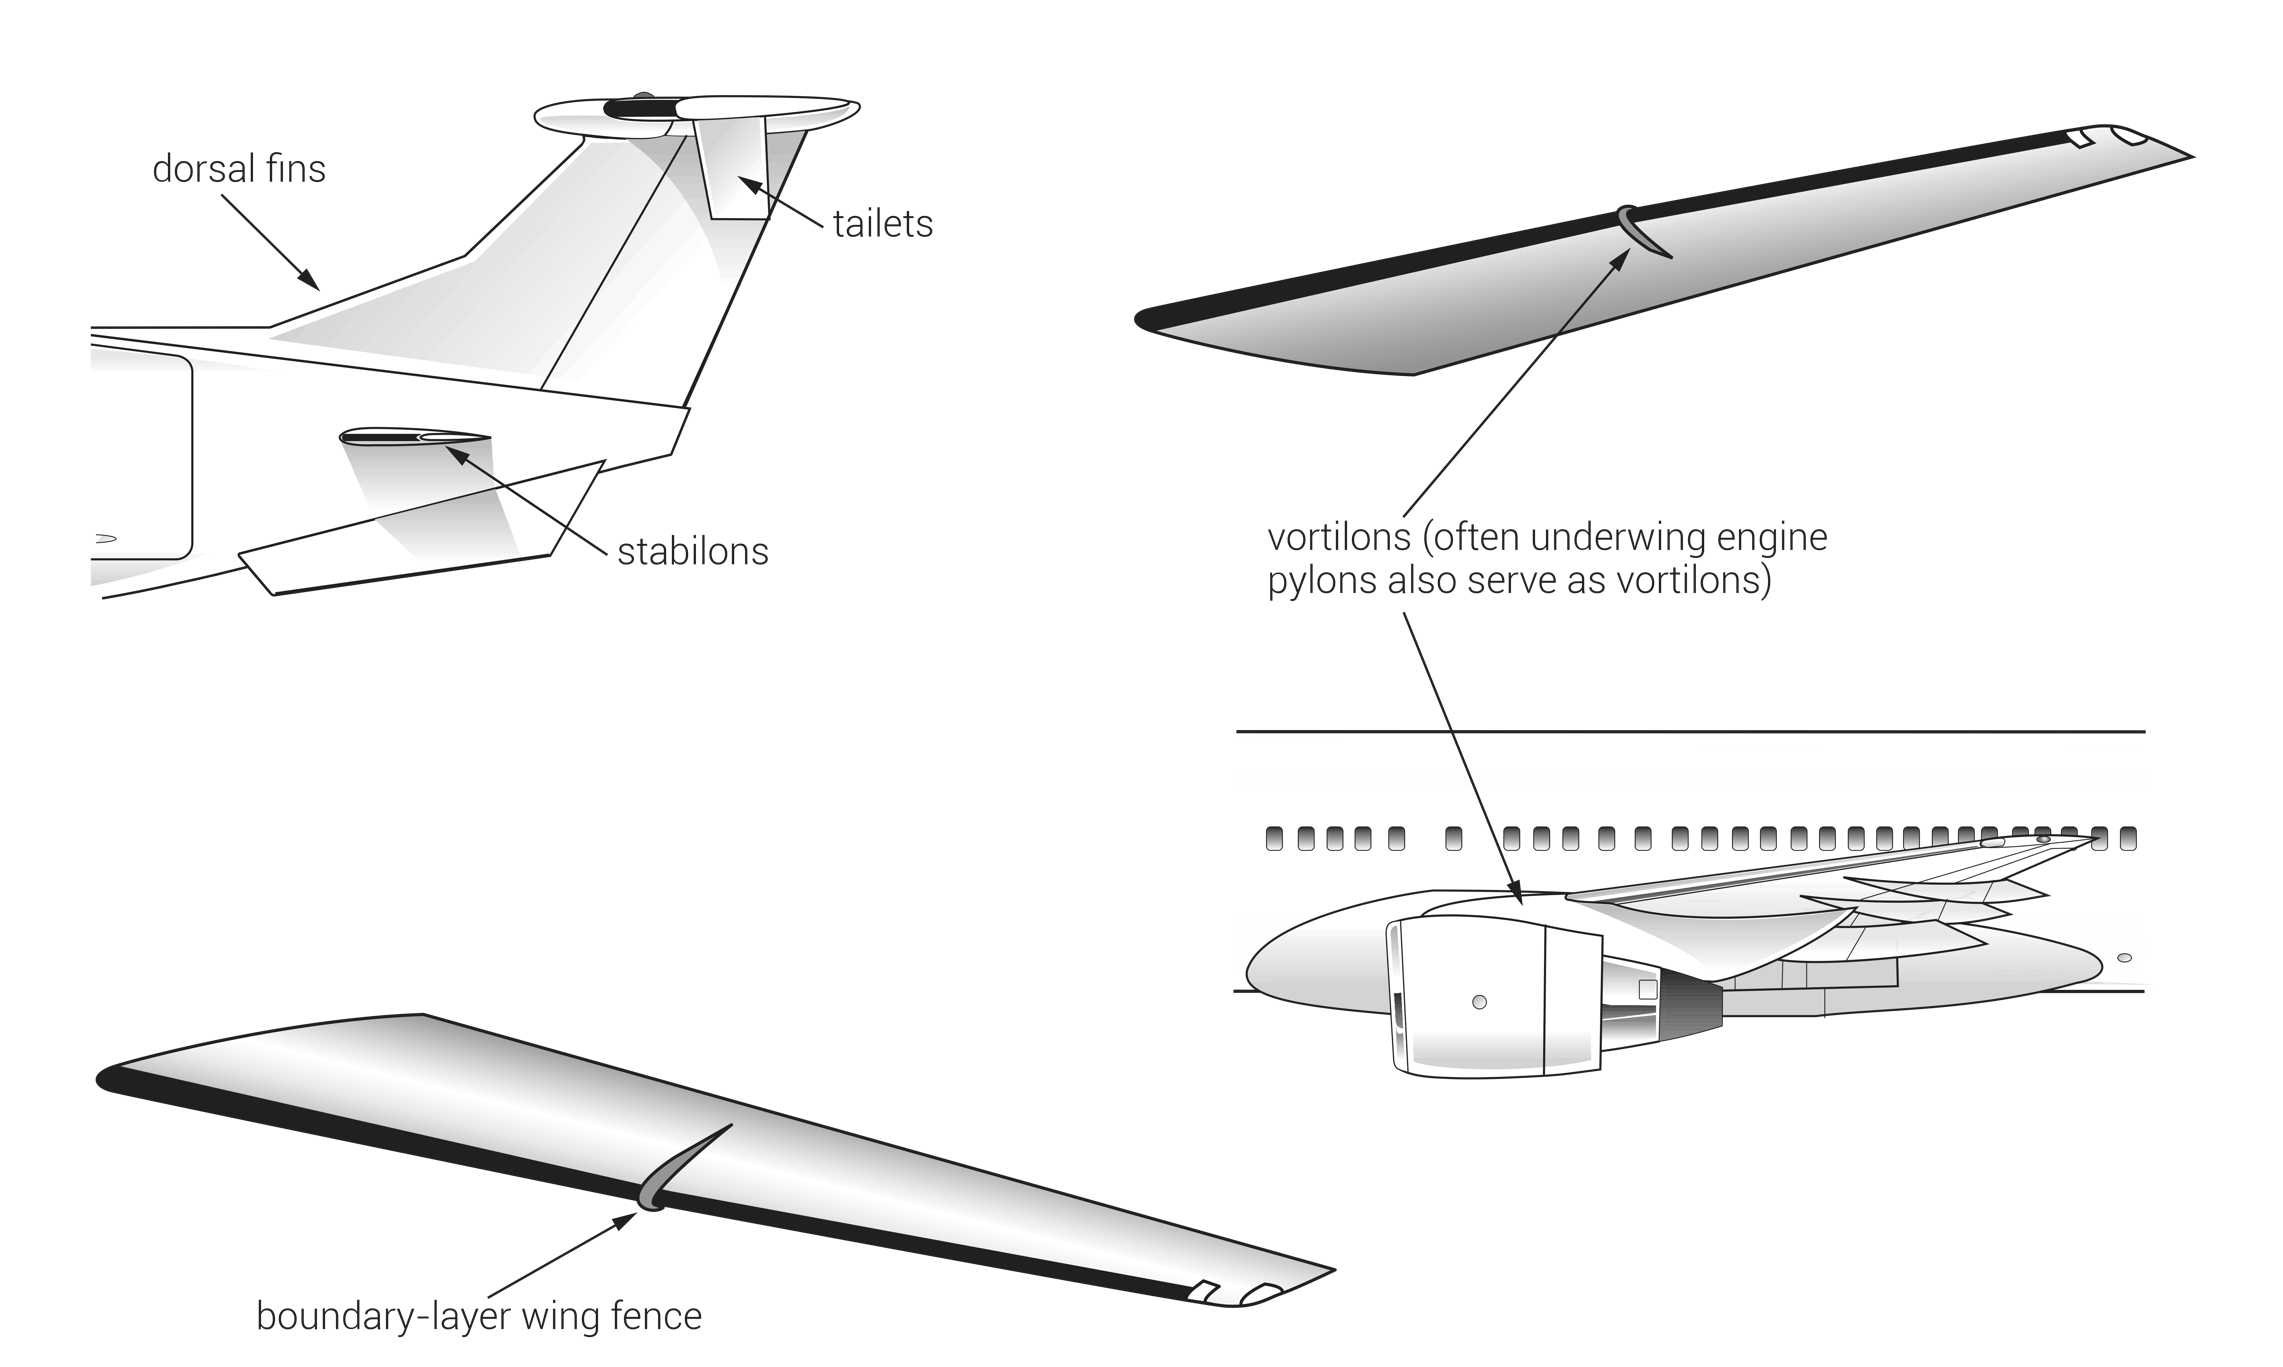 dorsal fins
tailets
stabilons
vortilons (often underwing engine
pylons also serve as vortilons)
boundary-layer wing fence